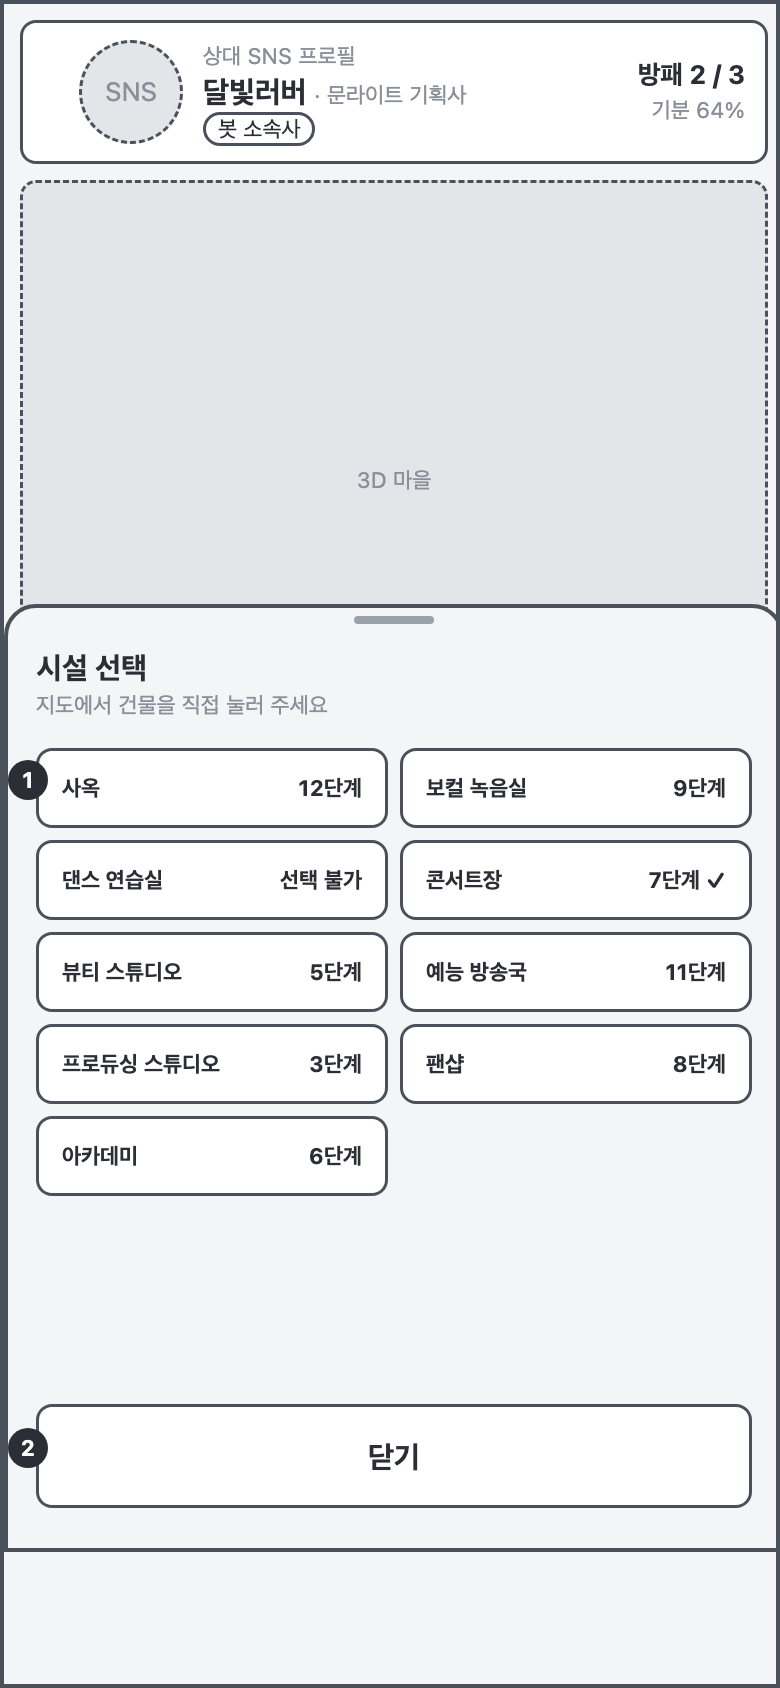 SNS
상대 SNS 프로필
달빛러버 · 문라이트 기획사
봇 소속사
방패 2 / 3
기분 64%
3D 마을
시설 선택
지도에서 건물을 직접 눌러 주세요
1
사옥 12단계
보컬 녹음실 9단계
댄스 연습실 선택 불가
콘서트장 7단계 ✓
뷰티 스튜디오 5단계
예능 방송국 11단계
프로듀싱 스튜디오 3단계
팬샵 8단계
아카데미 6단계
2
닫기